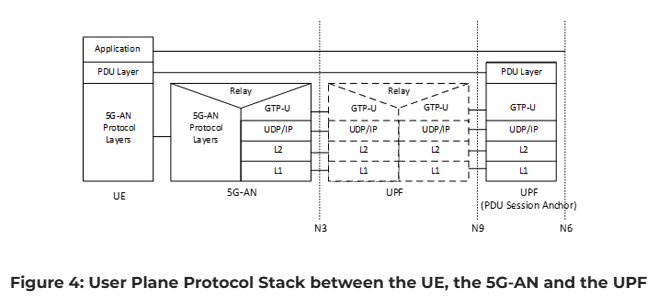 Application
PDU Layer
PDU Layer
Relay
Relay
5G-AN
Protocol
Layers
5G-AN
Protocol
Layers
GTP-U
GTP-U
GTP-U
GTP-U
UDP/IP
UDP/IP
UDP/IP
UDP/IP
L2
L2
L2
L2
L1
L1
L1
L1
UE
5G-AN
UPF
UPF
(PDU Session Anchor)
N3
N9
N6
Figure 4: User Plane Protocol Stack between the UE, the 5G-AN and the UPF